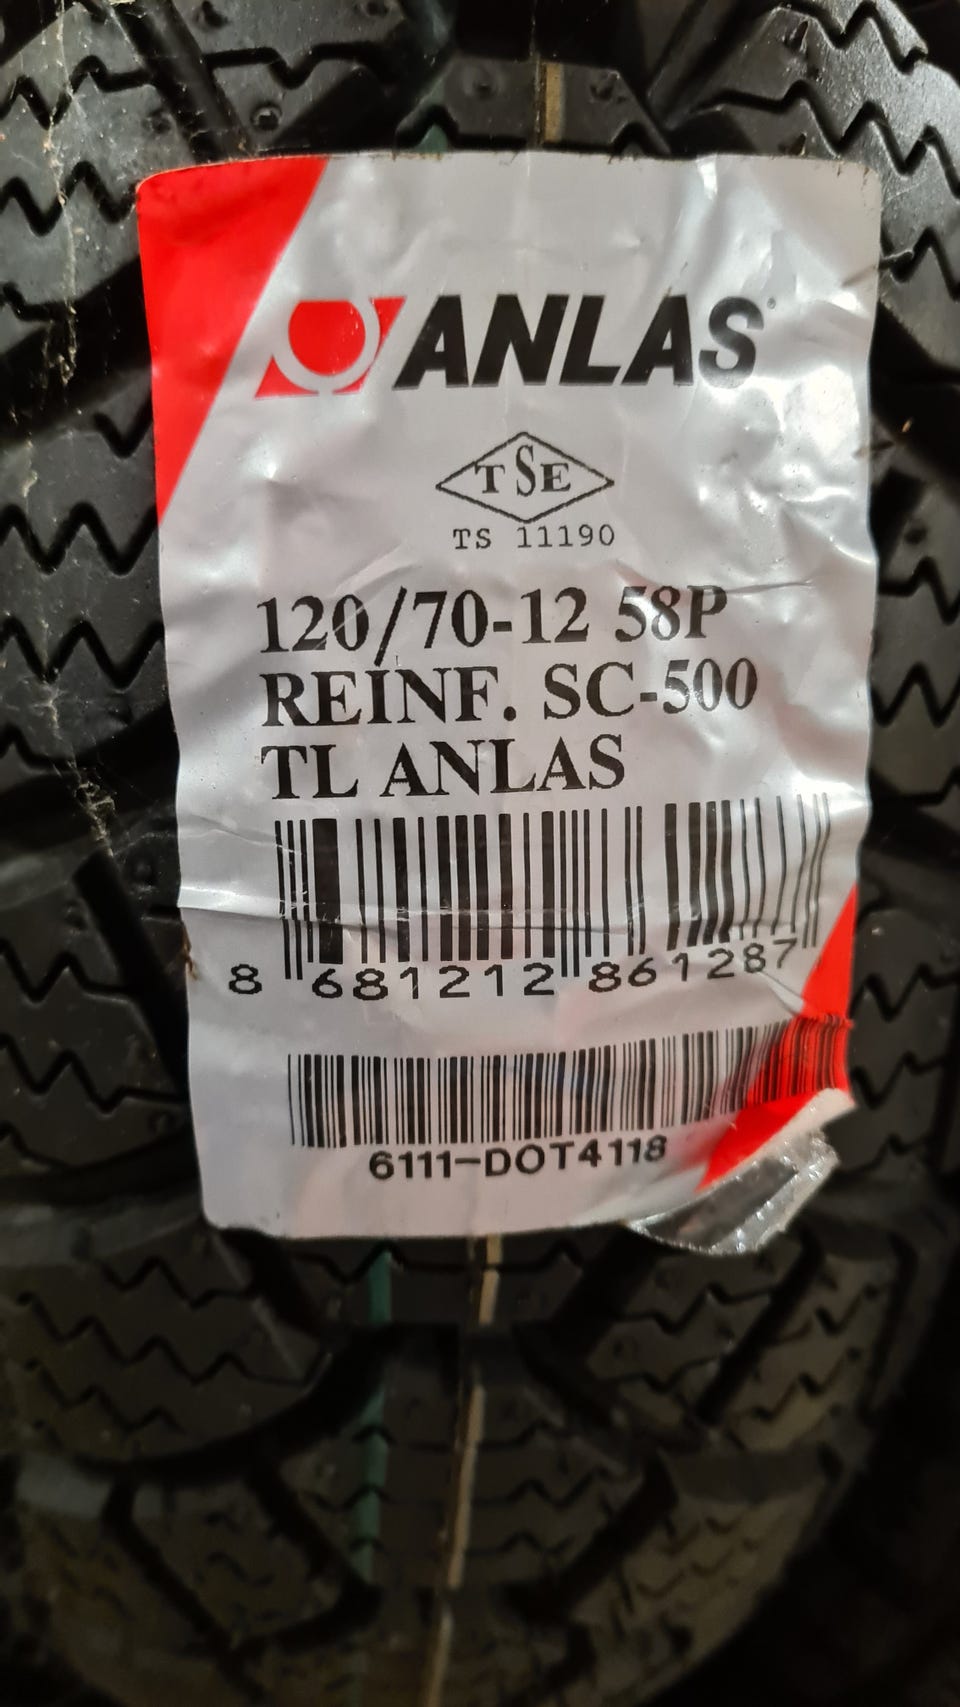 ANLAS
TSE
TS 11190
120/70-12 58P
REINF. SC-500
TL ANLAS
8 681212 861287
6111-DOT4118